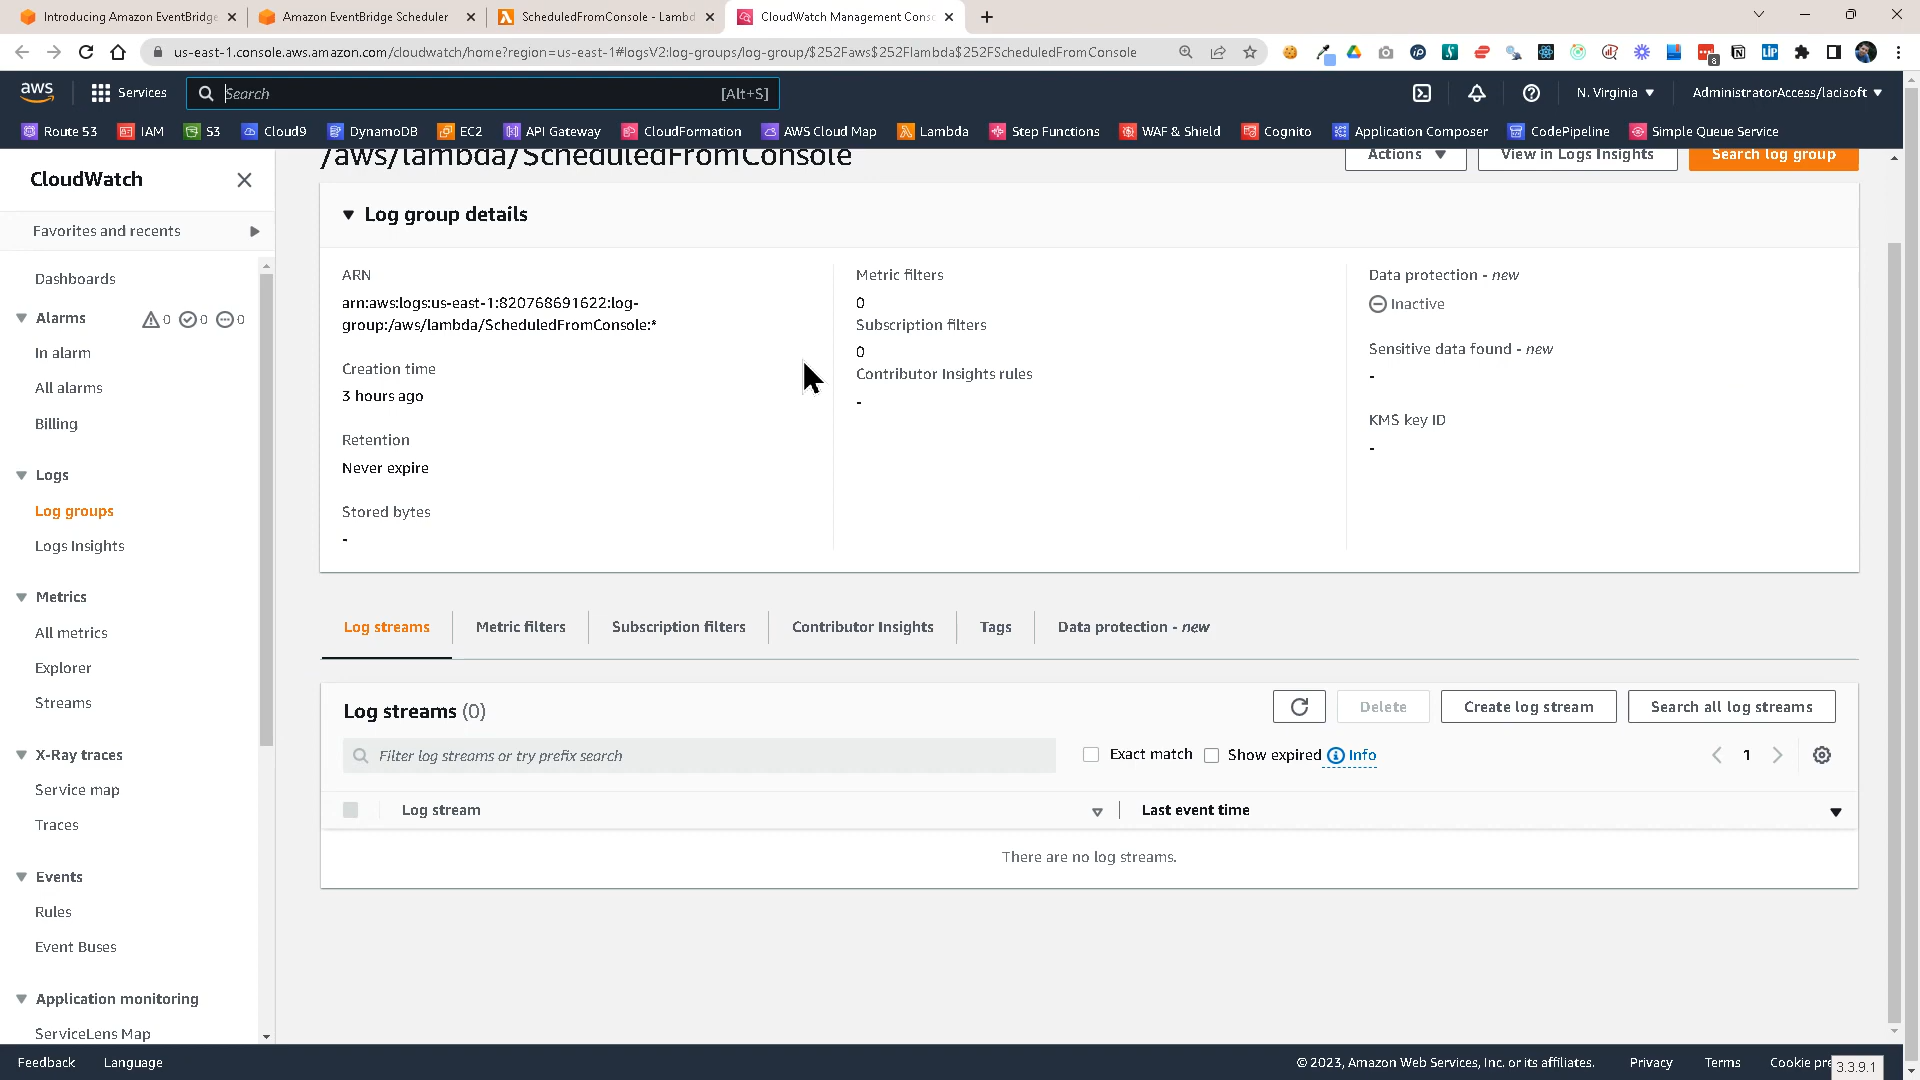 Introducing Amazon EventBridge
Amazon EventBridge Scheduler
ScheduledFromConsole - Lambd
CloudWatch Management Cons
us-east-1.console.aws.amazon.com/cloudwatch/home?region=us-east-1#logsV2:log-groups/log-group/$252Faws$252Flambda$252FScheduledFromConsole
aws
Services
Search
[Alt+S]
N. Virginia
AdministratorAccess/lacisoft
Route 53
IAM
S3
Cloud9
DynamoDB
EC2
API Gateway
CloudFormation
AWS Cloud Map
Lambda
Step Functions
WAF & Shield
Cognito
Application Composer
CodePipeline
Simple Queue Service
CloudWatch
Favorites and recents
Dashboards
Alarms
0
0
0
In alarm
All alarms
Billing
Logs
Log groups
Logs Insights
Metrics
All metrics
Explorer
Streams
X-Ray traces
Service map
Traces
Events
Rules
Event Buses
Application monitoring
ServiceLens Map
/aws/lambda/ScheduledFromConsole
Actions
View in Logs Insights
Search log group
Log group details
ARN
arn:aws:logs:us-east-1:820768691622:log-
group:/aws/lambda/ScheduledFromConsole:*
Creation time
3 hours ago
Retention
Never expire
Stored bytes
-
Metric filters
0
Subscription filters
0
Contributor Insights rules
-
Data protection - new
Inactive
Sensitive data found - new
-
KMS key ID
-
Log streams
Metric filters
Subscription filters
Contributor Insights
Tags
Data protection - new
Log streams (0)
Delete
Create log stream
Search all log streams
Filter log streams or try prefix search
Exact match
Show expired
Info
1
Log stream
Last event time
There are no log streams.
Feedback
Language
© 2023, Amazon Web Services, Inc. or its affiliates.
Privacy
Terms
Cookie pre
3.3.9.1